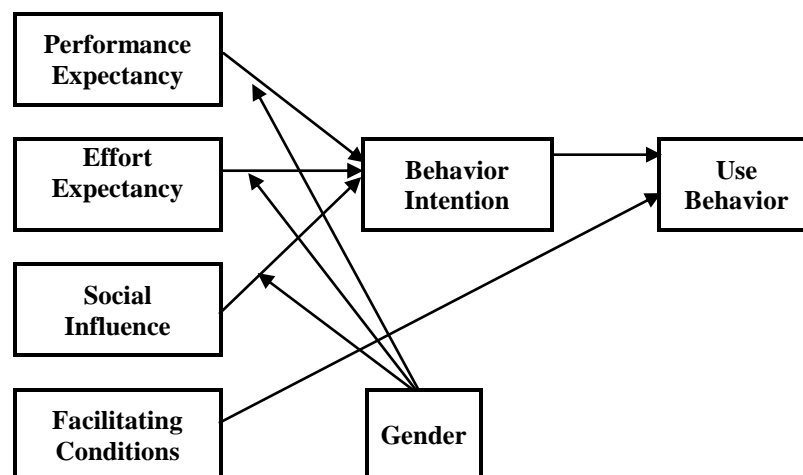 Performance
Expectancy
Effort
Expectancy
Behavior
Intention
Use
Behavior
Social
Influence
Facilitating
Conditions
Gender